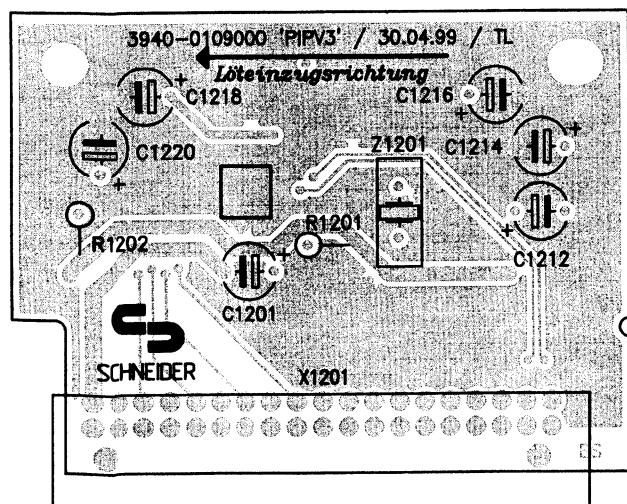 3940-0109000 'PIPV3' / 30.04.99 / TL
Löteinzugsrichtung
C1218
C1216
C1220
Z1201
C1214
R1202
R1201
C1212
C1201
SCHNEIDER
X1201